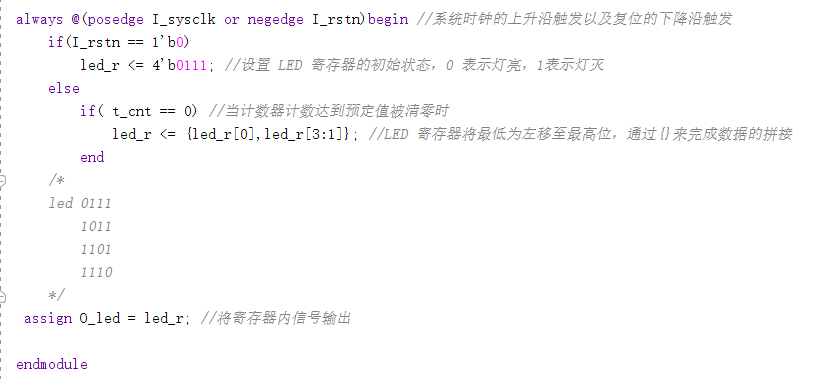 always @(posedge I_sysclk or negedge I_rstn)begin //系统时钟的上升沿触发以及复位的下降沿触发
if(I_rstn == 1'b0)
led_r <= 4'b0111; //设置 LED 寄存器的初始状态，0 表示灯亮，1表示灯灭
else
if( t_cnt == 0) //当计数器计数达到预定值被清零时
led_r <= {led_r[0],led_r[3:1]}; //LED 寄存器将最低为左移至最高位，通过{}来完成数据的拼接
end
/*
led 0111
1011
1101
1110
*/
assign O_led = led_r; //将寄存器内信号输出
endmodule